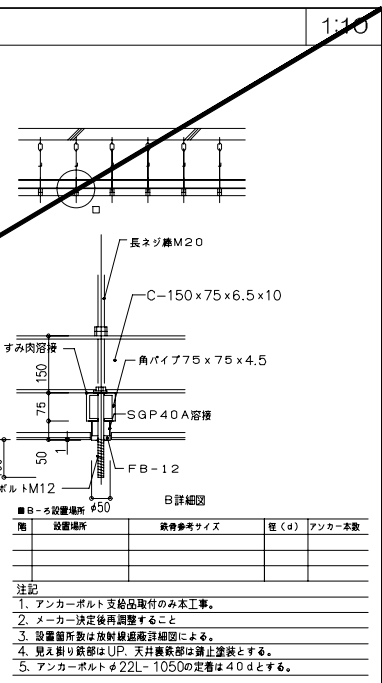 1:10
長ネジ棒M20
C-150×75×6.5×10
すみ肉溶接
角パイプ75×75×4.5
150
75
SGP40A溶接
50
1
FB-12
ボルトM12
φ50
B詳細図
■B-ろ設置場所
階 設置場所 鉄骨参考サイズ 径(d) アンカー本数
注記
1、アンカーボルト支給品取付のみ本工事。
2、メーカー決定後再調整すること
3、設置箇所数は放射線遮蔽詳細図による。
4、見え掛り鉄部はUP、天井裏鉄部は錆止塗装とする。
5、アンカーボルトφ22L-1050の定着は40dとする。